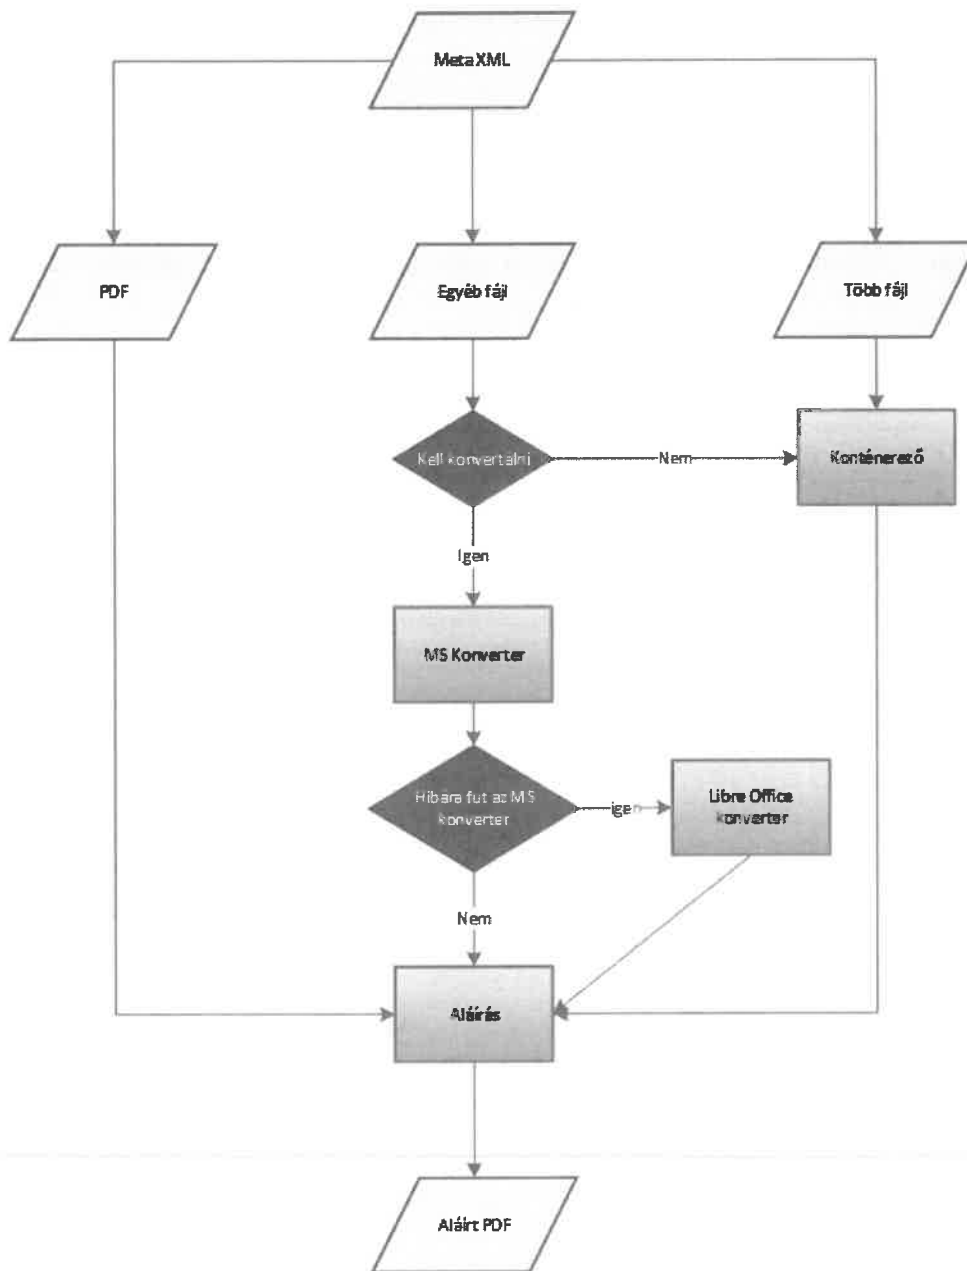 Meta XML
PDF
Egyéb fájl
Több fájl
Kell konvertálni
Nem
Konténerező
Igen
MS Konverter
Hibára fut az MS
konverter
igen
Libre Office
konverter
Nem
Aláírás
Aláírt PDF